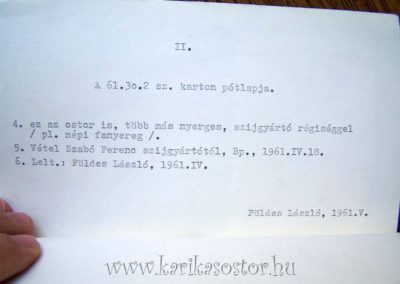 II.
A 61.30.2 sz. karton pótlapja.
4. ez az ostor is, több más nyerges, szijgyártó régiséggel
/ pl. népi fanyereg /.
5. Vétel Szabó Ferenc szijgyártótól, Bp., 1961.IV.18.
6. Lelt.: Földes László, 1961.IV.
Földes László, 1961.V.
www.karikasostor.hu